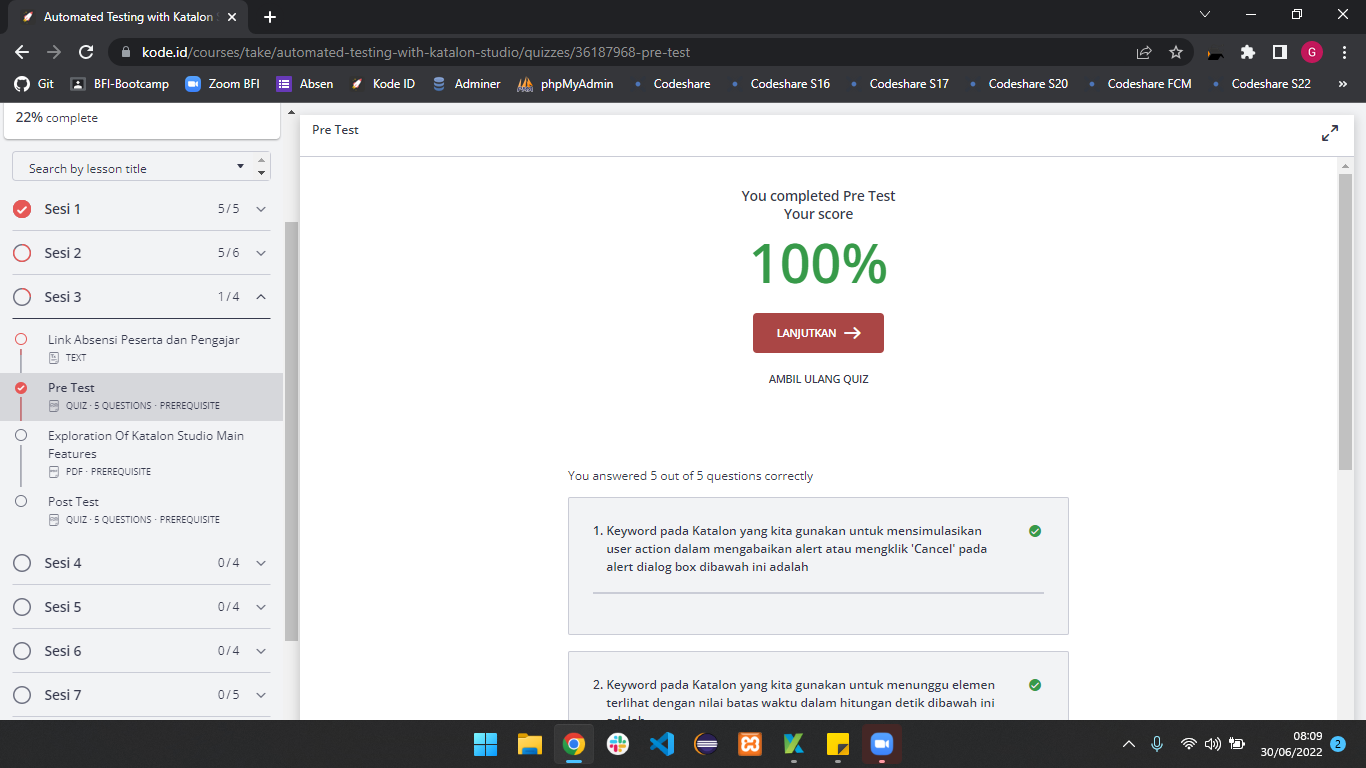 Automated Testing with Katalon S
kode.id/courses/take/automated-testing-with-katalon-studio/quizzes/36187968-pre-test
G
Git
BFI-Bootcamp
Zoom BFI
Absen
Kode ID
Adminer
phpMyAdmin
Codeshare
Codeshare S16
Codeshare S17
Codeshare S20
Codeshare FCM
Codeshare S22
»
22% complete
Search by lesson title
Sesi 1
5 / 5
Sesi 2
5 / 6
Sesi 3
1 / 4
Link Absensi Peserta dan Pengajar
TEXT
Pre Test
QUIZ · 5 QUESTIONS · PREREQUISITE
Exploration Of Katalon Studio Main
Features
PDF · PREREQUISITE
Post Test
QUIZ · 5 QUESTIONS · PREREQUISITE
Sesi 4
0 / 4
Sesi 5
0 / 4
Sesi 6
0 / 4
Sesi 7
0 / 5
Pre Test
You completed Pre Test
Your score
100%
LANJUTKAN
AMBIL ULANG QUIZ
You answered 5 out of 5 questions correctly
1. Keyword pada Katalon yang kita gunakan untuk mensimulasikan
user action dalam mengabaikan alert atau mengklik 'Cancel' pada
alert dialog box dibawah ini adalah
2. Keyword pada Katalon yang kita gunakan untuk menunggu elemen
terlihat dengan nilai batas waktu dalam hitungan detik dibawah ini
adalah
08:09
30/06/2022
2